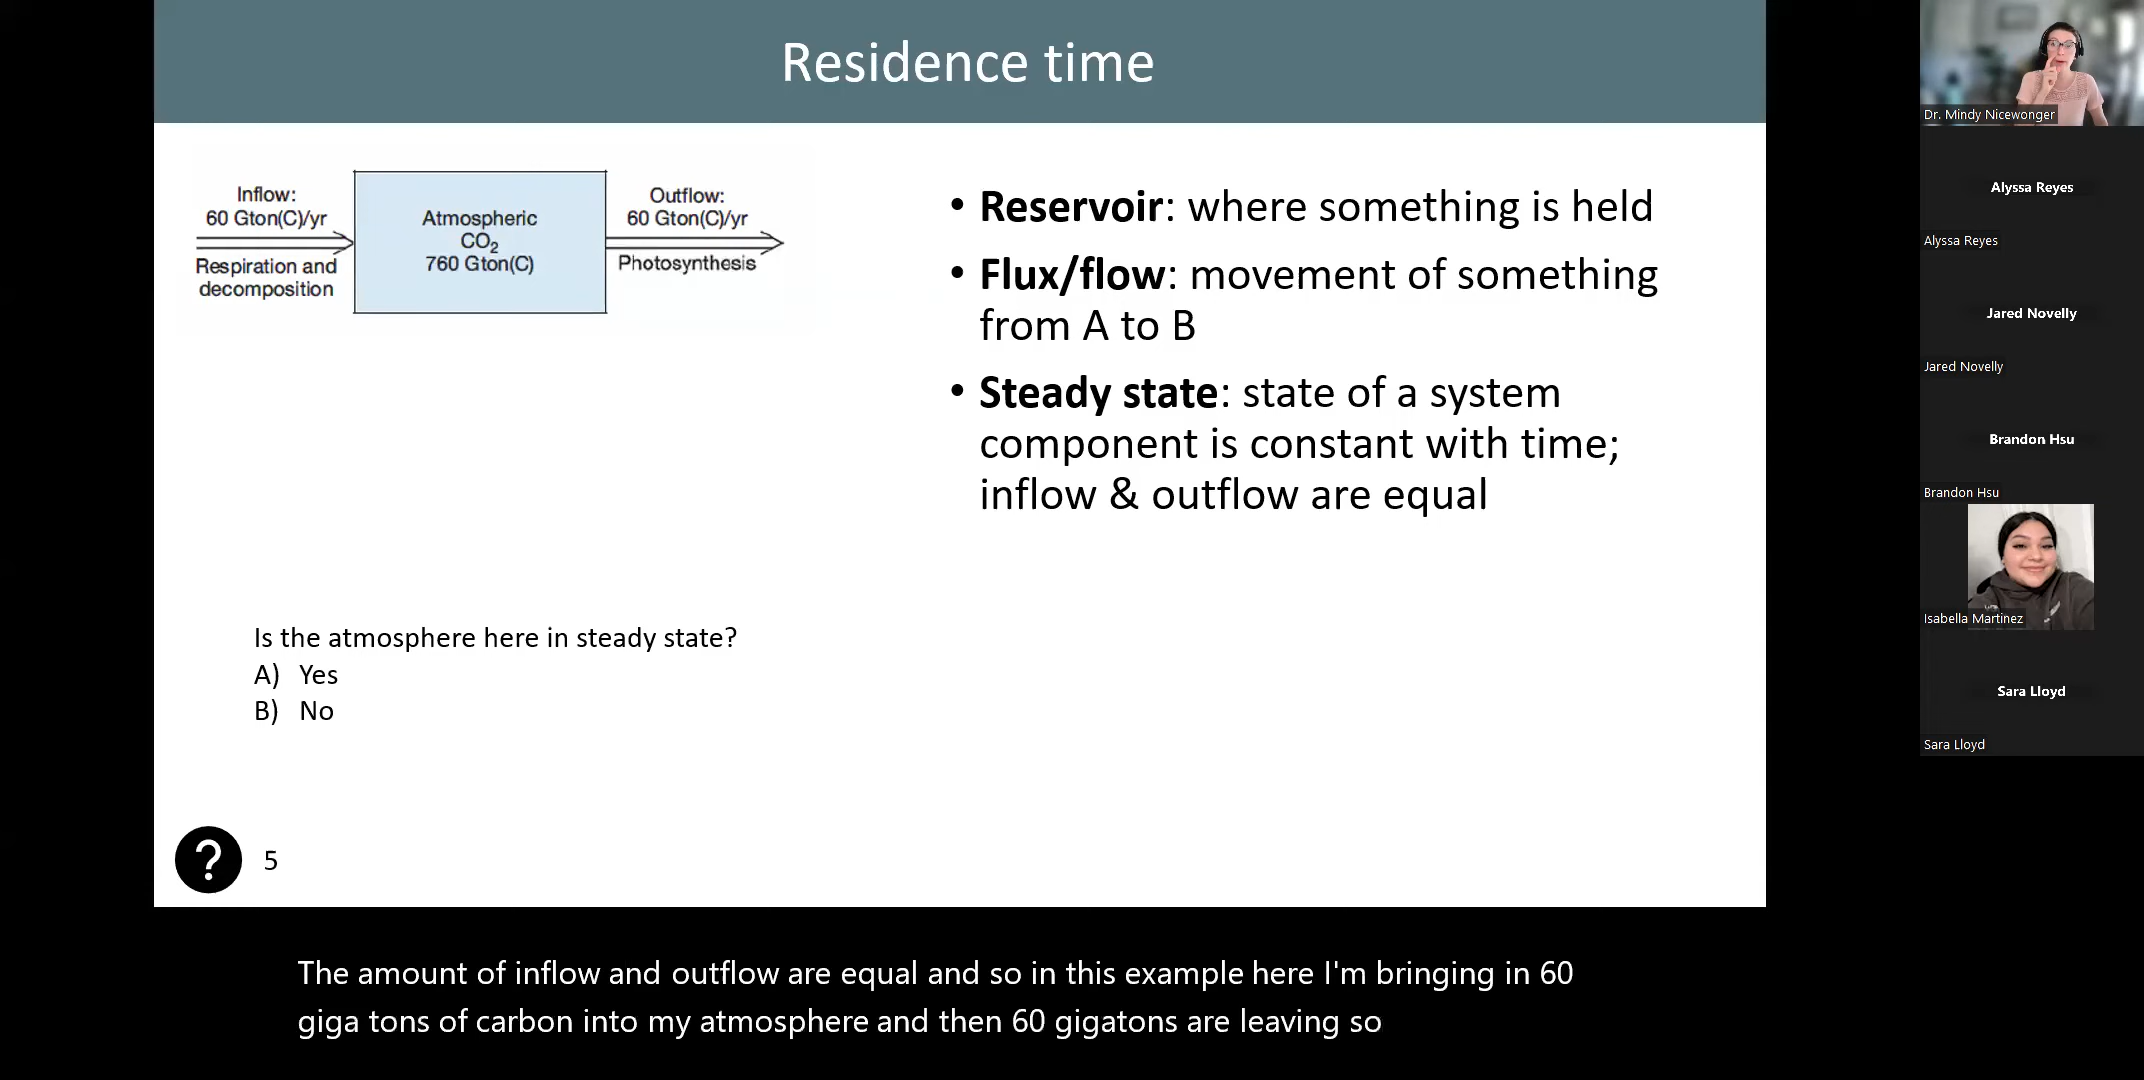 Residence time
Inflow:
60 Gton(C)/yr
Respiration and
decomposition
Atmospheric
CO2
760 Gton(C)
Outflow:
60 Gton(C)/yr
Photosynthesis
• Reservoir: where something is held
• Flux/flow: movement of something
from A to B
• Steady state: state of a system
component is constant with time;
inflow & outflow are equal
Is the atmosphere here in steady state?
A) Yes
B) No
?
5
The amount of inflow and outflow are equal and so in this example here I'm bringing in 60
giga tons of carbon into my atmosphere and then 60 gigatons are leaving so
Dr. Mindy Nicewonger
Alyssa Reyes
Alyssa Reyes
Jared Novelly
Jared Novelly
Brandon Hsu
Brandon Hsu
Isabella Martinez
Sara Lloyd
Sara Lloyd